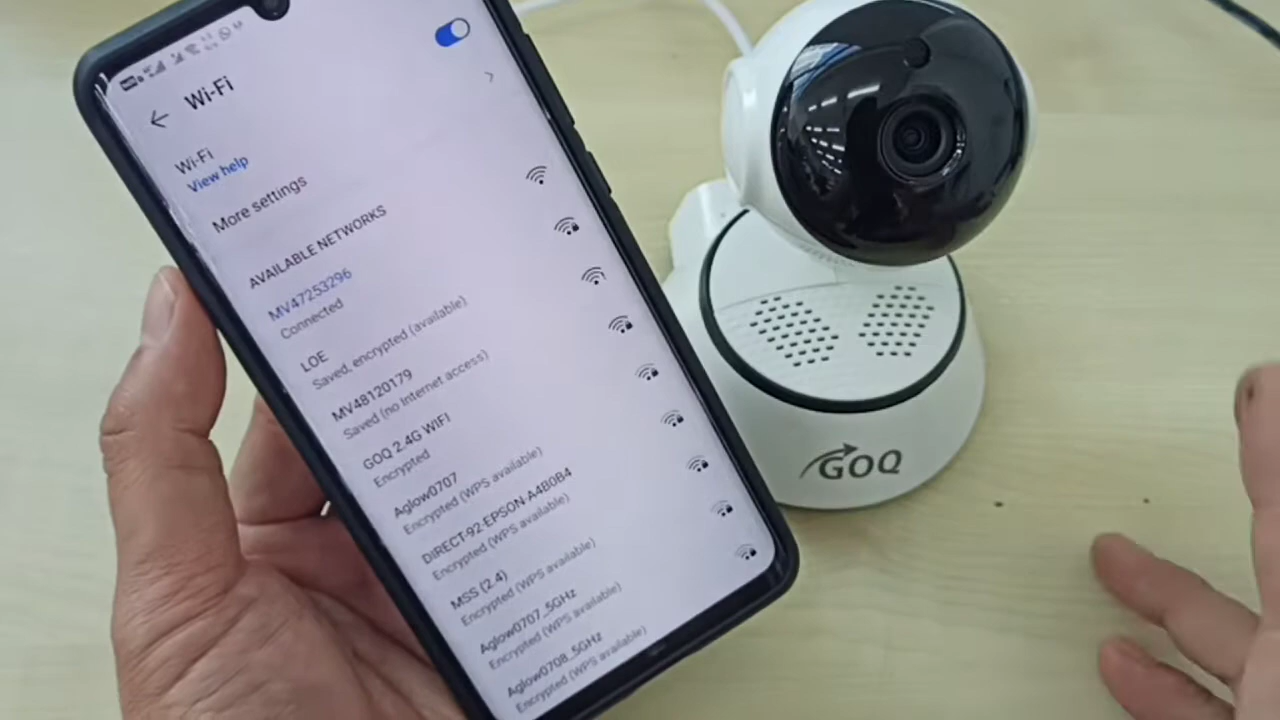 Wi-Fi
Wi-Fi
View help
More settings
AVAILABLE NETWORKS
MV47253296
Connected
LOE
Saved, encrypted (available)
MV48120179
Saved (no Internet access)
GOQ 2.4G WIFI
Encrypted
Aglow0707
Encrypted (WPS available)
DIRECT-92-EPSON-A4B0B4
Encrypted (WPS available)
MSS (2.4)
Encrypted (WPS available)
Aglow0707_5GHz
Encrypted (WPS available)
Aglow0708_5GHz
Encrypted (WPS available)
GOQ